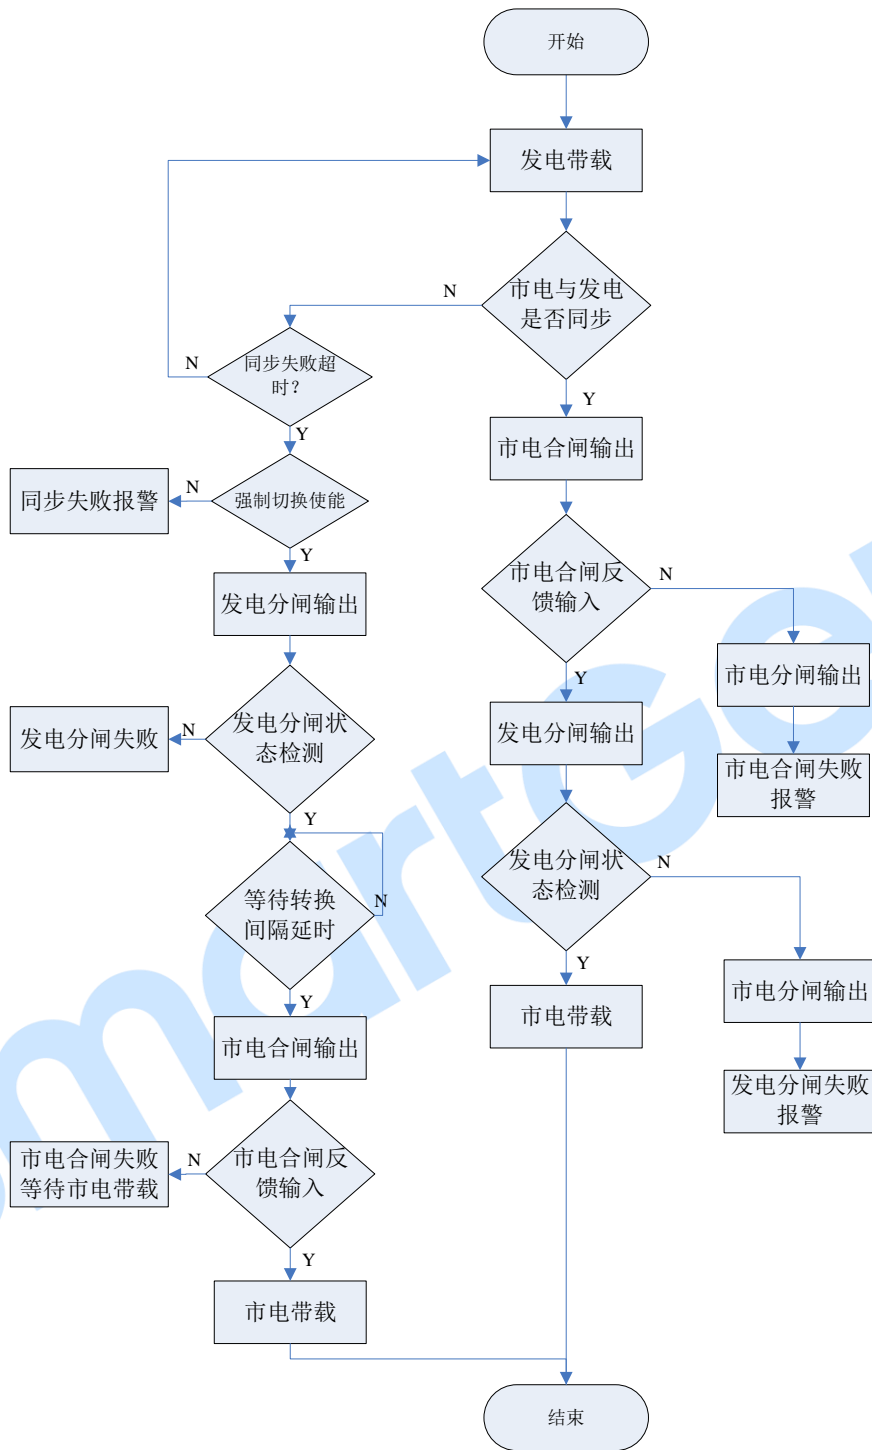 开始
发电带载
市电与发电
是否同步
N
同步失败超
时？
N
Y
Y
市电合闸输出
强制切换使能
N
同步失败报警
Y
发电分闸输出
市电合闸反
馈输入
N
市电分闸输出
市电合闸失败
报警
Y
发电分闸输出
发电分闸状
态检测
N
发电分闸失败
Y
等待转换
间隔延时
N
发电分闸状
态检测
N
市电分闸输出
发电分闸失败
报警
Y
市电带载
Y
市电合闸输出
市电合闸反
馈输入
N
市电合闸失败
等待市电带载
Y
市电带载
结束
SmartGen